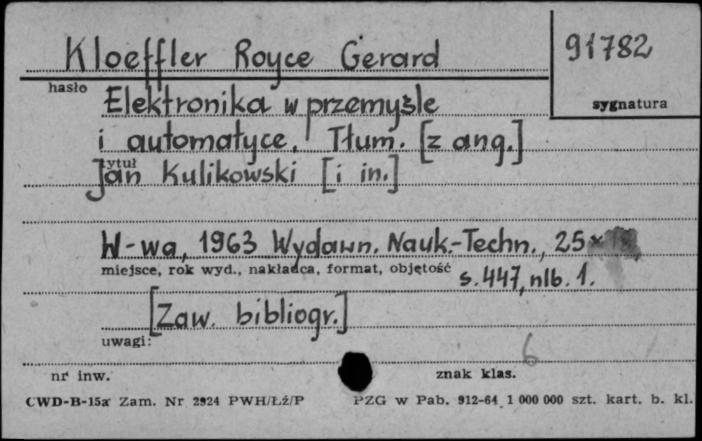 Kloeffler Royce Gerard
91782
hasło
sygnatura
Elektronika w przemyśle
i automatyce. Tłum. [z ang.]
tytuł
Jan Kulikowski [i in.]
W-wa, 1963 Wydawn. Nauk.-Techn., 25 ×
miejsce, rok wyd., nakładca, format, objętość
s. 447, nlb. 1.
[Zaw. bibliogr.]
uwagi:
6
nr inw.
znak klas.
CWD-B-15a Zam. Nr 2924 PWH/Łź/P
PZG w Pab. 912-64 1 000 000 szt. kart. b. kl.